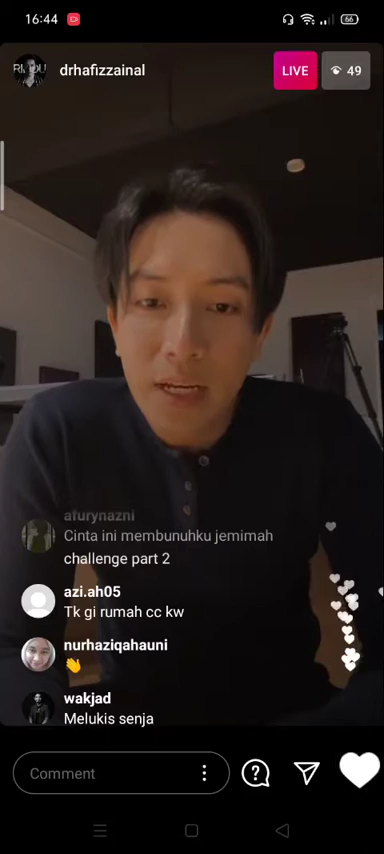 16:44
66
drhafizzainal
LIVE
49
afurynazni
Cinta ini membunuhku jemimah
challenge part 2
azi.ah05
Tk gi rumah cc kw
nurhaziqahauni
👋
wakjad
Melukis senja
Comment